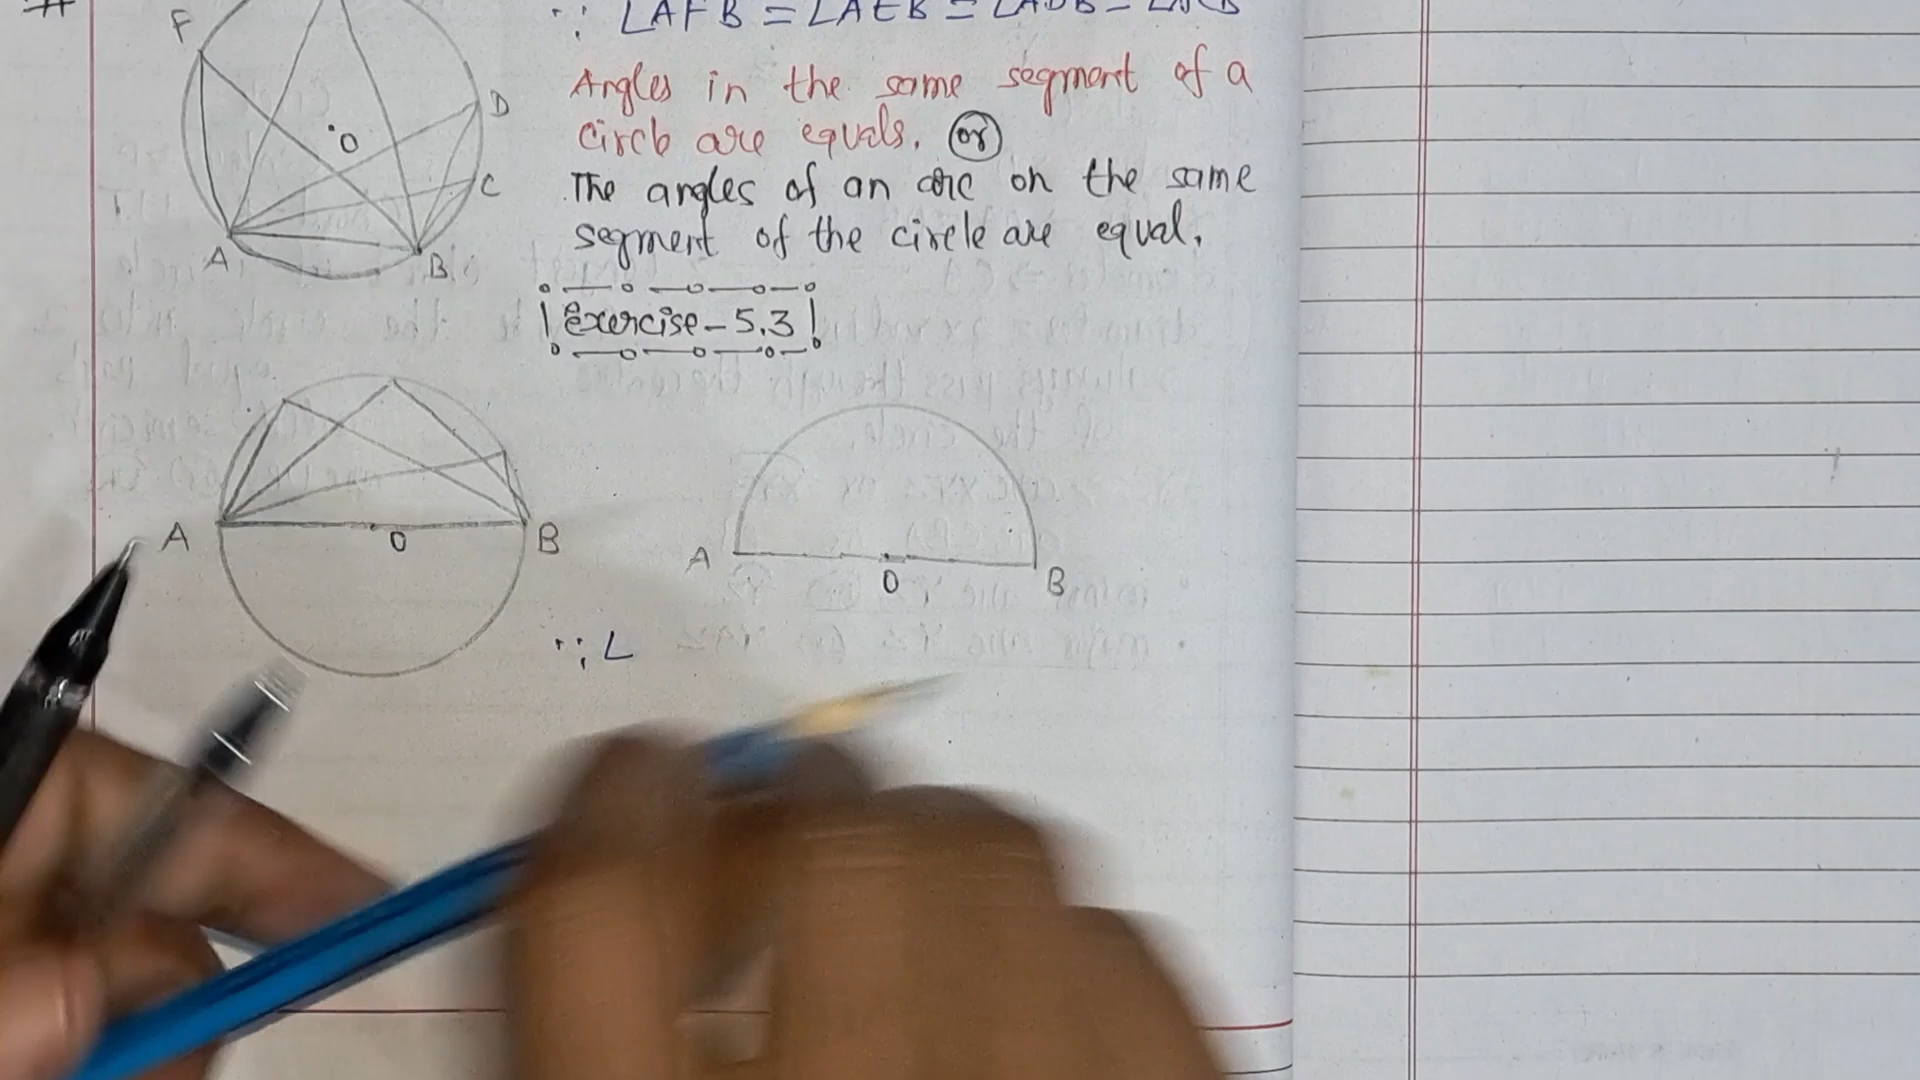 #
F
∵ ∠AFB = ∠AEB = ∠ADB = ∠ACB
Angles in the same segment of a
D
circle are equals. (or)
O
C
The angles of an arc on the same
segment of the circle are equal.
A
B
exercise-5.3
A
O
B
A
O
B
∵ ∠